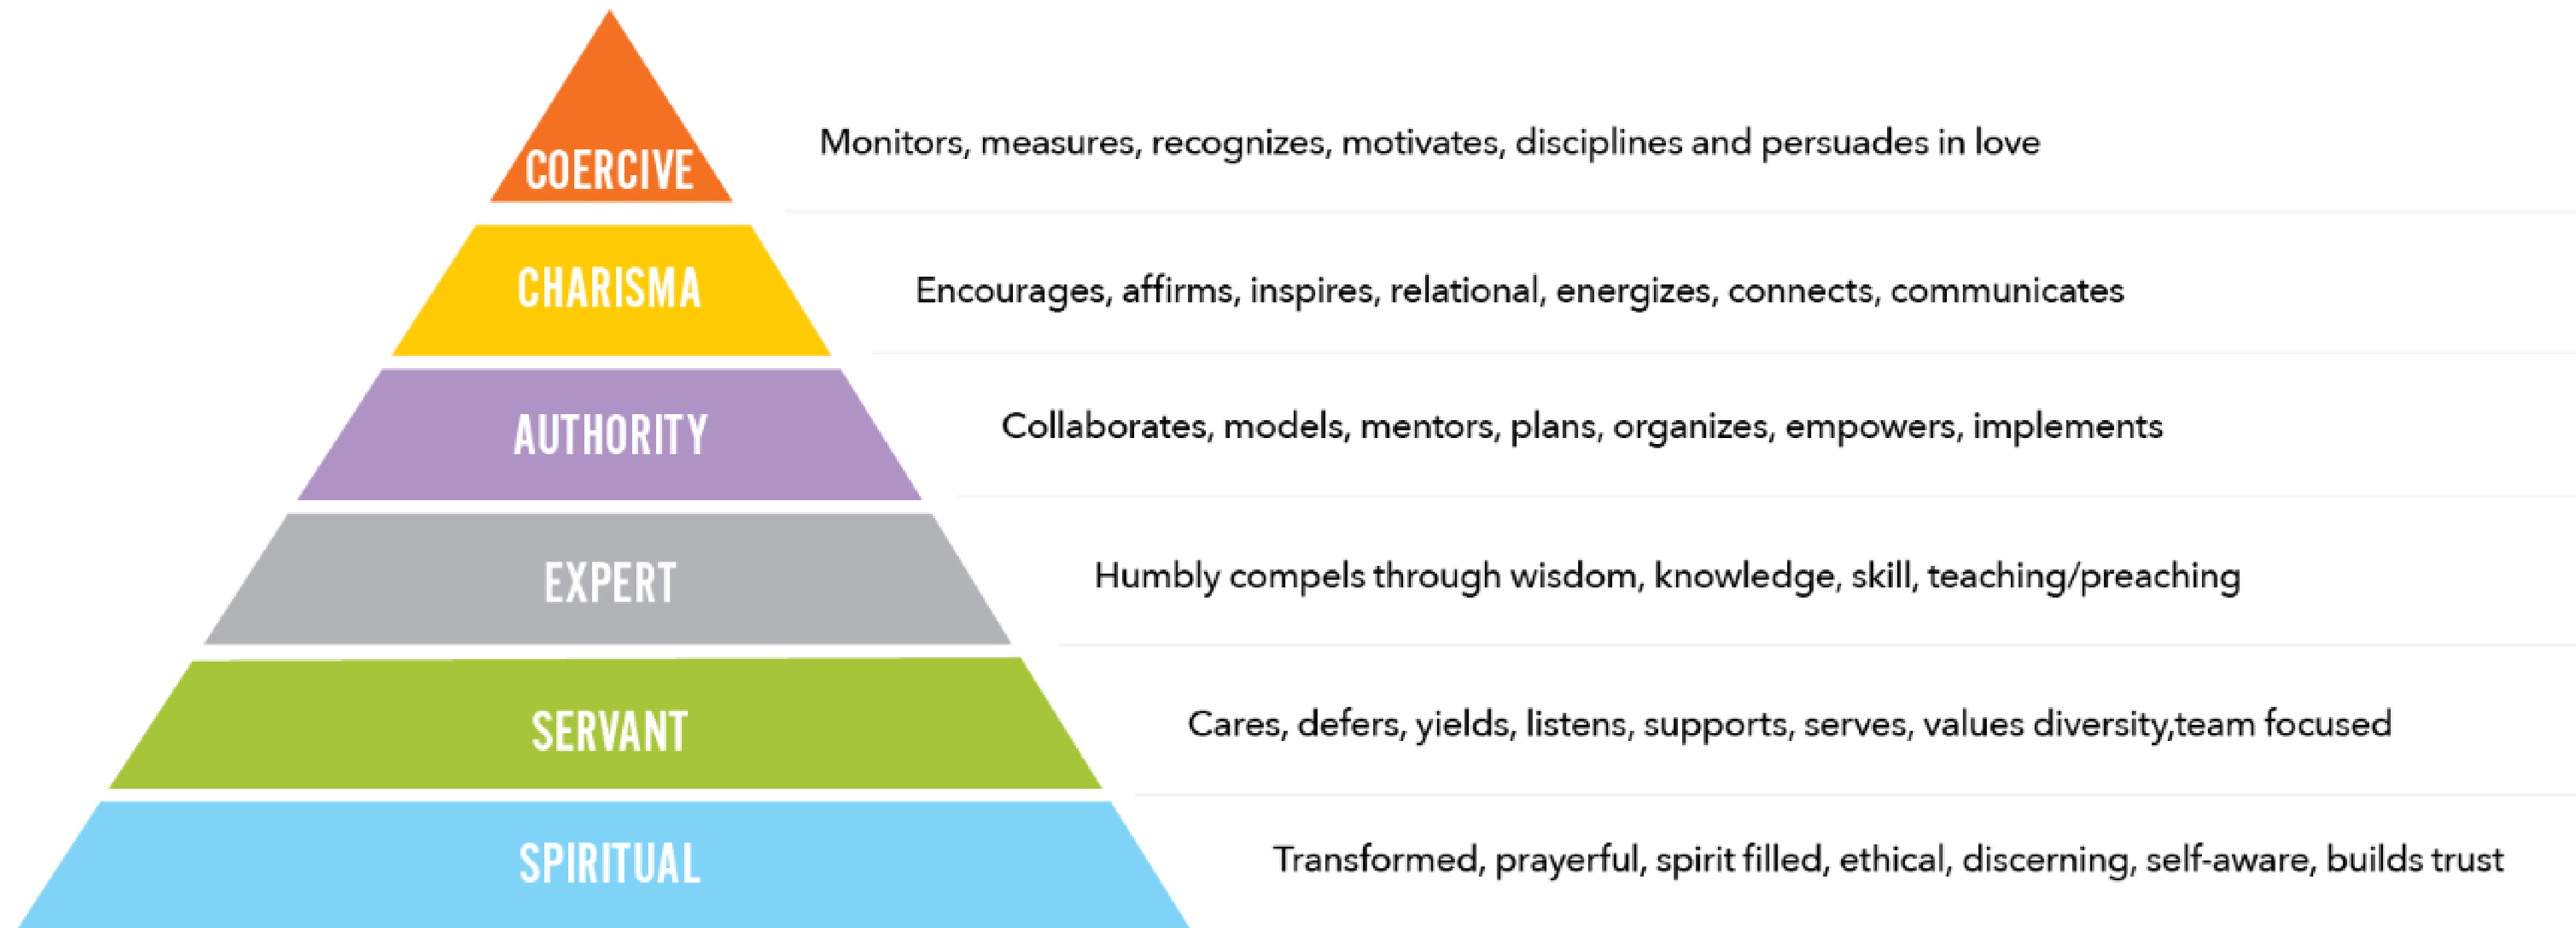 COERCIVE
Monitors, measures, recognizes, motivates, disciplines and persuades in love
CHARISMA
Encourages, affirms, inspires, relational, energizes, connects, communicates
AUTHORITY
Collaborates, models, mentors, plans, organizes, empowers, implements
EXPERT
Humbly compels through wisdom, knowledge, skill, teaching/preaching
SERVANT
Cares, defers, yields, listens, supports, serves, values diversity,team focused
SPIRITUAL
Transformed, prayerful, spirit filled, ethical, discerning, self-aware, builds trust